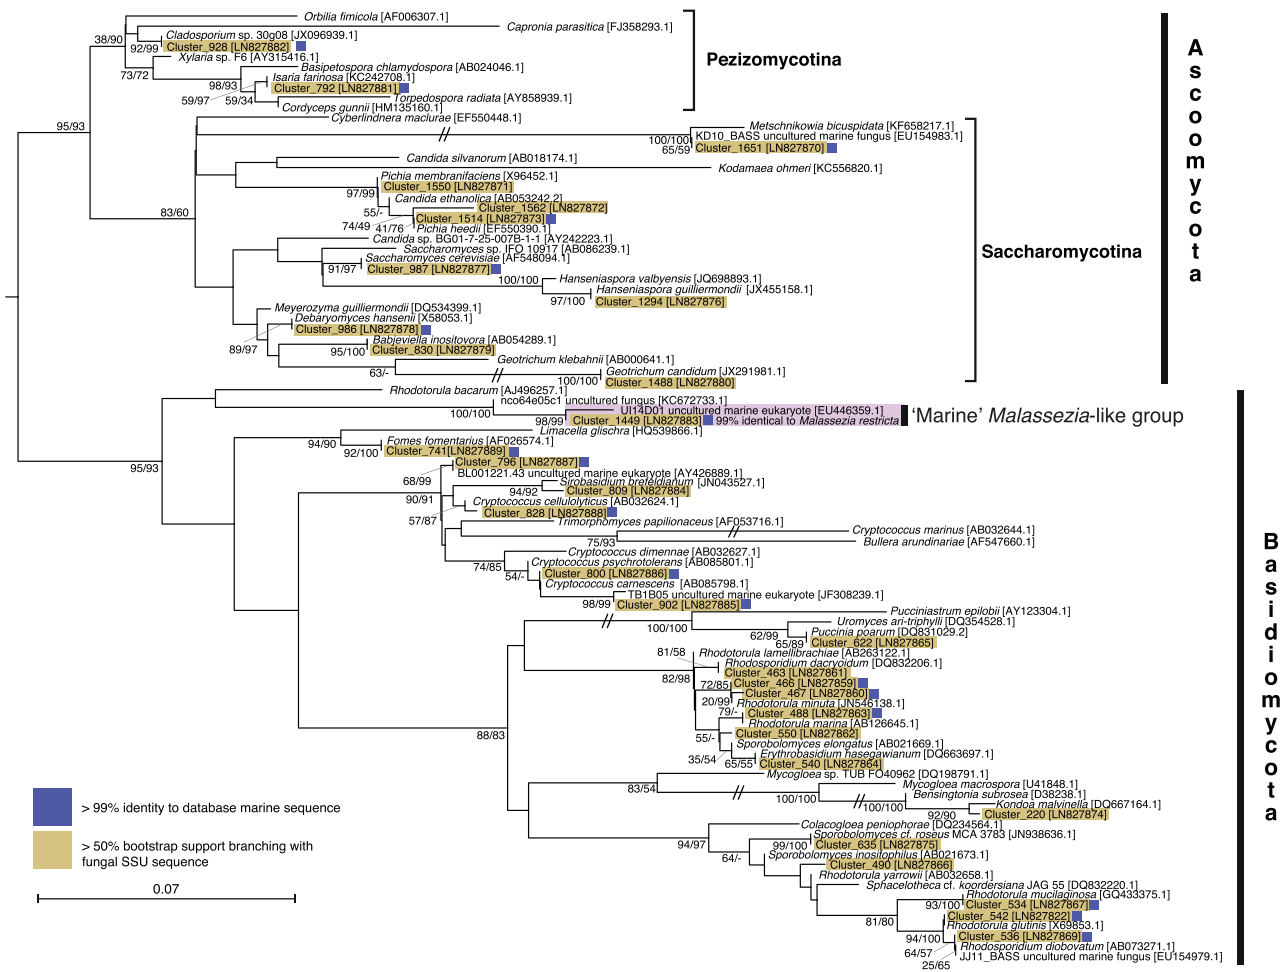 Orbilia fimicola [AF006307.1]
Capronia parasitica [FJ358293.1]
38/90
Cladosporium sp. 30g08 [JX096939.1]
92/99
Cluster_928 [LN827882]
Xylaria sp. F6 [AY315416.1]
73/72
Basipetospora chlamydospora [AB024046.1]
98/93
Isaria farinosa [KC242708.1]
Cluster_792 [LN827881]
59/97
59/34
Torpedospora radiata [AY858939.1]
Cordyceps gunnii [HM135160.1]
Pezizomycotina
95/93
Cyberlindnera maclurae [EF550448.1]
Metschnikowia bicuspidata [KF658217.1]
100/100
KD10_BASS uncultured marine fungus [EU154983.1]
65/59
Cluster_1651 [LN827870]
Candida silvanorum [AB018174.1]
Kodamaea ohmeri [KC556820.1]
Pichia membranifaciens [X96452.1]
Cluster_1550 [LN827871]
97/99
Candida ethanolica [AB053242.2]
Cluster_1562 [LN827872]
55/-
83/60
Cluster_1514 [LN827873]
74/49
41/76
Pichia heedii [EF550390.1]
Candida sp. BG01-7-25-007B-1-1 [AY242223.1]
Saccharomyces sp. IFO 10917 [AB086239.1]
Saccharomyces cerevisiae [AF548094.1]
91/97
Cluster_987 [LN827877]
Hanseniaspora valbyensis [JQ698893.1]
100/100
Hanseniaspora guilliermondii [JX455158.1]
97/100
Cluster_1294 [LN827876]
Meyerozyma guilliermondii [DQ534399.1]
Debaryomyces hansenii [X58053.1]
Cluster_986 [LN827878]
89/97
Babjeviella inositovora [AB054289.1]
95/100
Cluster_830 [LN827879]
Geotrichum klebahnii [AB000641.1]
63/-
Geotrichum candidum [JX291981.1]
100/100
Cluster_1488 [LN827880]
Saccharomycotina
Ascoomycota
Rhodotorula bacarum [AJ496257.1]
nco64e05c1 uncultured fungus [KC672733.1]
100/100
UI14D01 uncultured marine eukaryote [EU446359.1]
98/99
Cluster_1449 [LN827883]
99% identical to Malassezia restricta
'Marine' Malassezia-like group
Limacella glischra [HQ539866.1]
94/90
Fomes fomentarius [AF026574.1]
92/100
Cluster_741[LN827889]
95/93
Cluster_796 [LN827887]
BL001221.43 uncultured marine eukaryote [AY426889.1]
68/99
Sirobasidium brefeldianum [JN043527.1]
94/92
Cluster_809 [LN827884]
90/91
Cryptococcus cellulolyticus [AB032624.1]
Cluster_828 [LN827888]
57/87
Trimorphomyces papilionaceus [AF053716.1]
Cryptococcus marinus [AB032644.1]
75/93
Bullera arundinariae [AF547660.1]
Cryptococcus dimennae [AB032627.1]
74/85
Cryptococcus psychrotolerans [AB085801.1]
54/-
Cluster_800 [LN827886]
Cryptococcus carnescens [AB085798.1]
TB1B05 uncultured marine eukaryote [JF308239.1]
98/99
Cluster_902 [LN827885]
Pucciniastrum epilobii [AY123304.1]
100/100
Uromyces ari-triphylli [DQ354528.1]
62/99
Puccinia poarum [DQ831029.2]
65/89
Cluster_622 [LN827865]
81/58
Rhodotorula lamellibrachiae [AB263122.1]
Rhodosporidium dacryoidum [DQ832206.1]
82/98
Cluster_463 [LN827861]
72/85
Cluster_466 [LN827859]
Cluster_467 [LN827860]
20/99
Rhodotorula minuta [JN546138.1]
79/-
Cluster_488 [LN827863]
Rhodotorula marina [AB126645.1]
55/-
Cluster_550 [LN827862]
88/83
Sporobolomyces elongatus [AB021669.1]
35/54
Erythrobasidium hasegawianum [DQ663697.1]
65/55
Cluster_540 [LN827864]
Mycogloea sp. TUB FO40962 [DQ198791.1]
83/54
Mycogloea macrospora [U41848.1]
100/100
Bensingtonia subrosea [D38238.1]
100/100
Kondoa malvinella [DQ667164.1]
92/90
Cluster_220 [LN827874]
Colacogloea peniophorae [DQ234564.1]
94/97
Sporobolomyces cf. roseus MCA 3783 [JN938636.1]
99/100
Cluster_635 [LN827875]
64/-
Sporobolomyces inositophilus [AB021673.1]
Cluster_490 [LN827866]
Rhodotorula yarrowii [AB032658.1]
Sphacelotheca cf. koordersiana JAG 55 [DQ832220.1]
Rhodotorula mucilaginosa [GQ433375.1]
93/100
Cluster_534 [LN827867]
81/80
Cluster_542 [LN827822]
Rhodotorula glutinis [X69853.1]
94/100
Cluster_536 [LN827869]
Rhodosporidium diobovatum [AB073271.1]
64/57
JJ11_BASS uncultured marine fungus [EU154979.1]
25/65
Basidiomycota
> 99% identity to database marine sequence
> 50% bootstrap support branching with
fungal SSU sequence
0.07